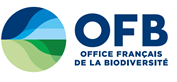 OFB
OFFICE FRANÇAIS
DE LA BIODIVERSITÉ